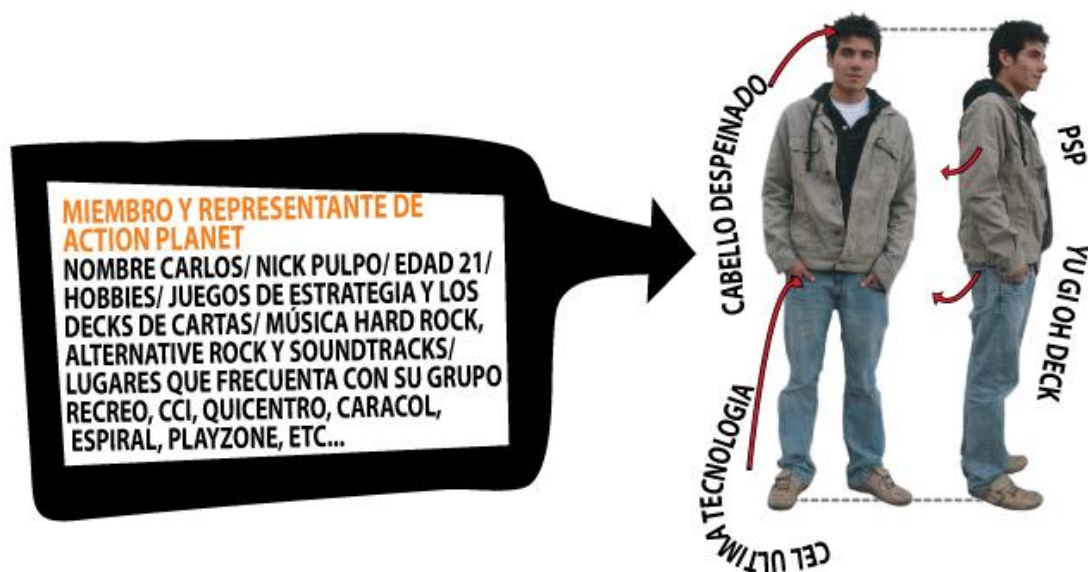 MIEMBRO Y REPRESENTANTE DE
ACTION PLANET
NOMBRE CARLOS/ NICK PULPO/ EDAD 21/
HOBBIES/ JUEGOS DE ESTRATEGIA Y LOS
DECKS DE CARTAS/ MÚSICA HARD ROCK,
ALTERNATIVE ROCK Y SOUNDTRACKS/
LUGARES QUE FRECUENTA CON SU GRUPO
RECREO, CCI, QUICENTRO, CARACOL,
ESPIRAL, PLAYZONE, ETC...
CABELLO DESPEINADO
CEL ULTIMA TECNOLOGIA
PSP
YU GI OH DECK